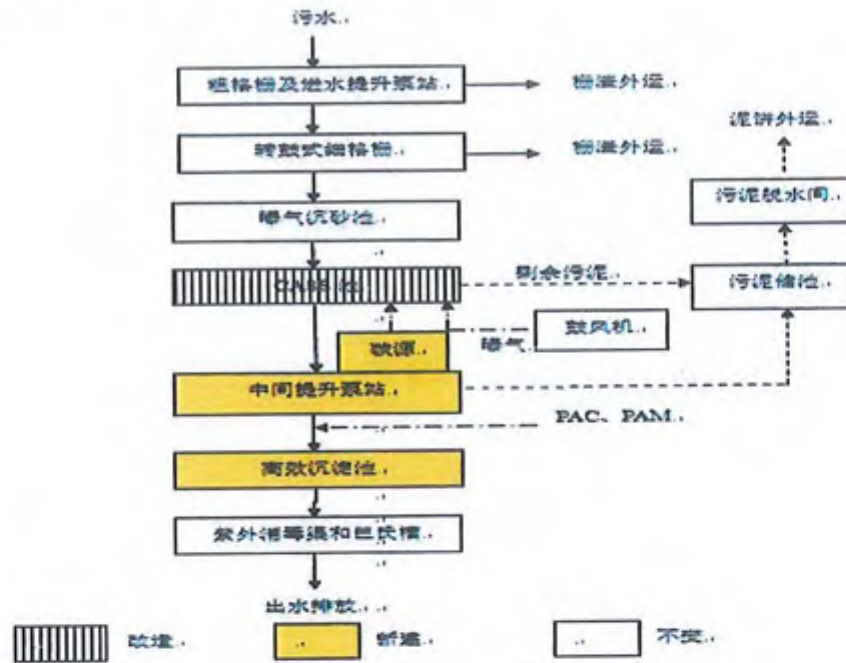 污水
粗格栅及进水提升泵站
栅渣外运
转鼓式细格栅
栅渣外运
泥饼外运
污泥脱水间
曝气沉砂池
CASS 池
剩余污泥
污泥储池
鼓风机
碳源
曝气
中间提升泵站
PAC、PAM
高效沉滤池
紫外消毒渠和巴氏槽
出水排放
改造
新建
不变